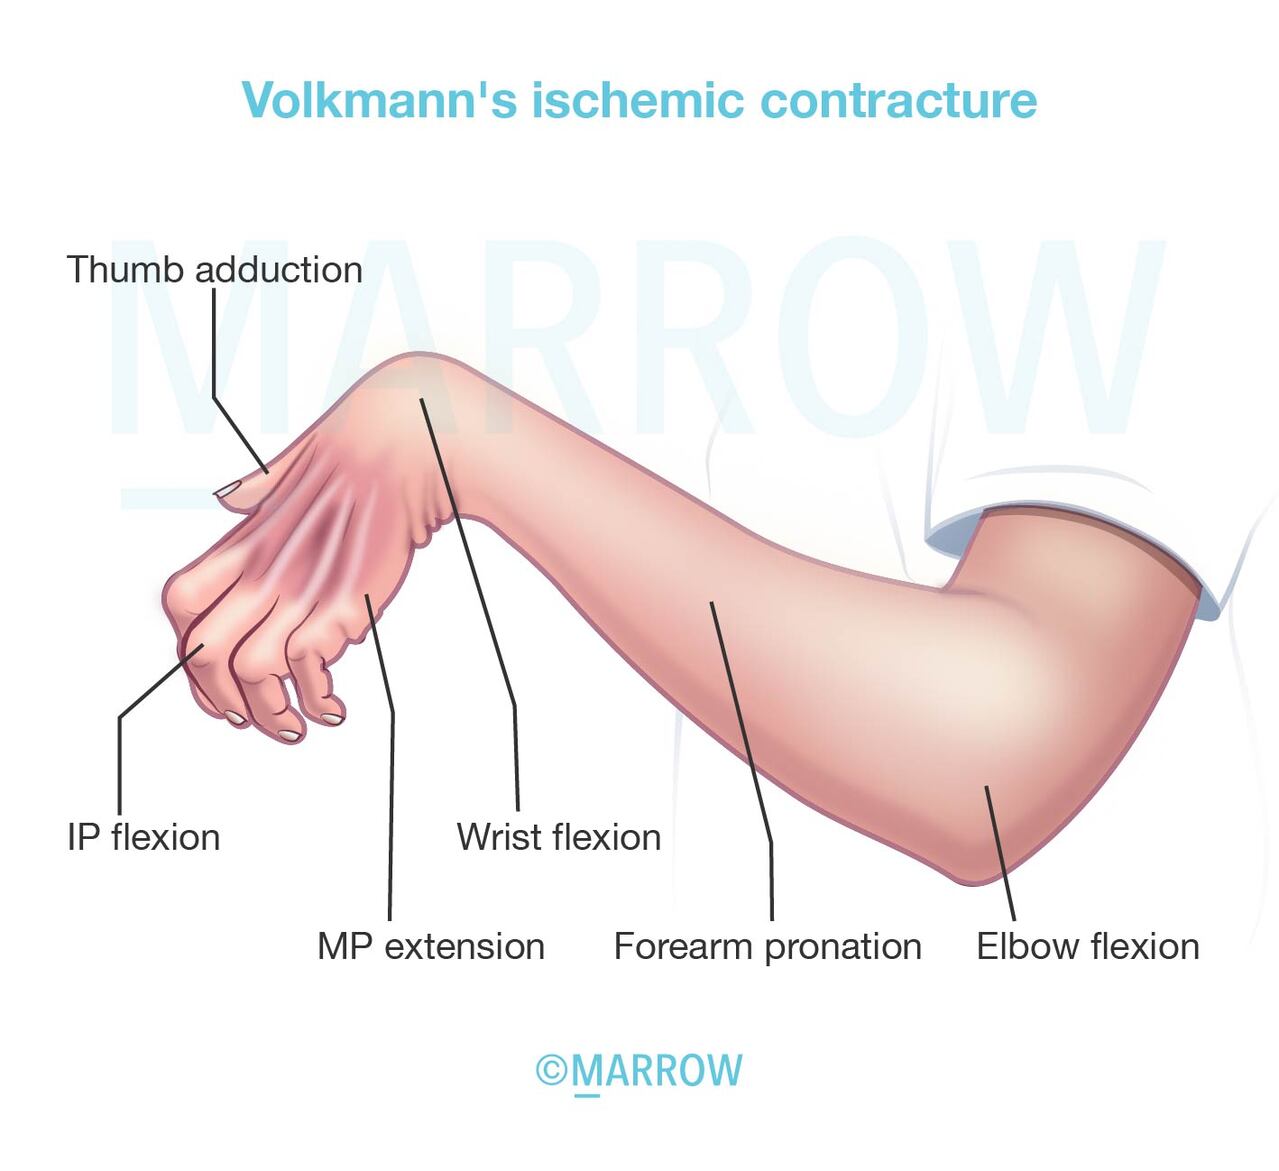 Volkmann's ischemic contracture
MARROW
Thumb adduction
IP flexion
Wrist flexion
MP extension
Forearm pronation
Elbow flexion
©MARROW